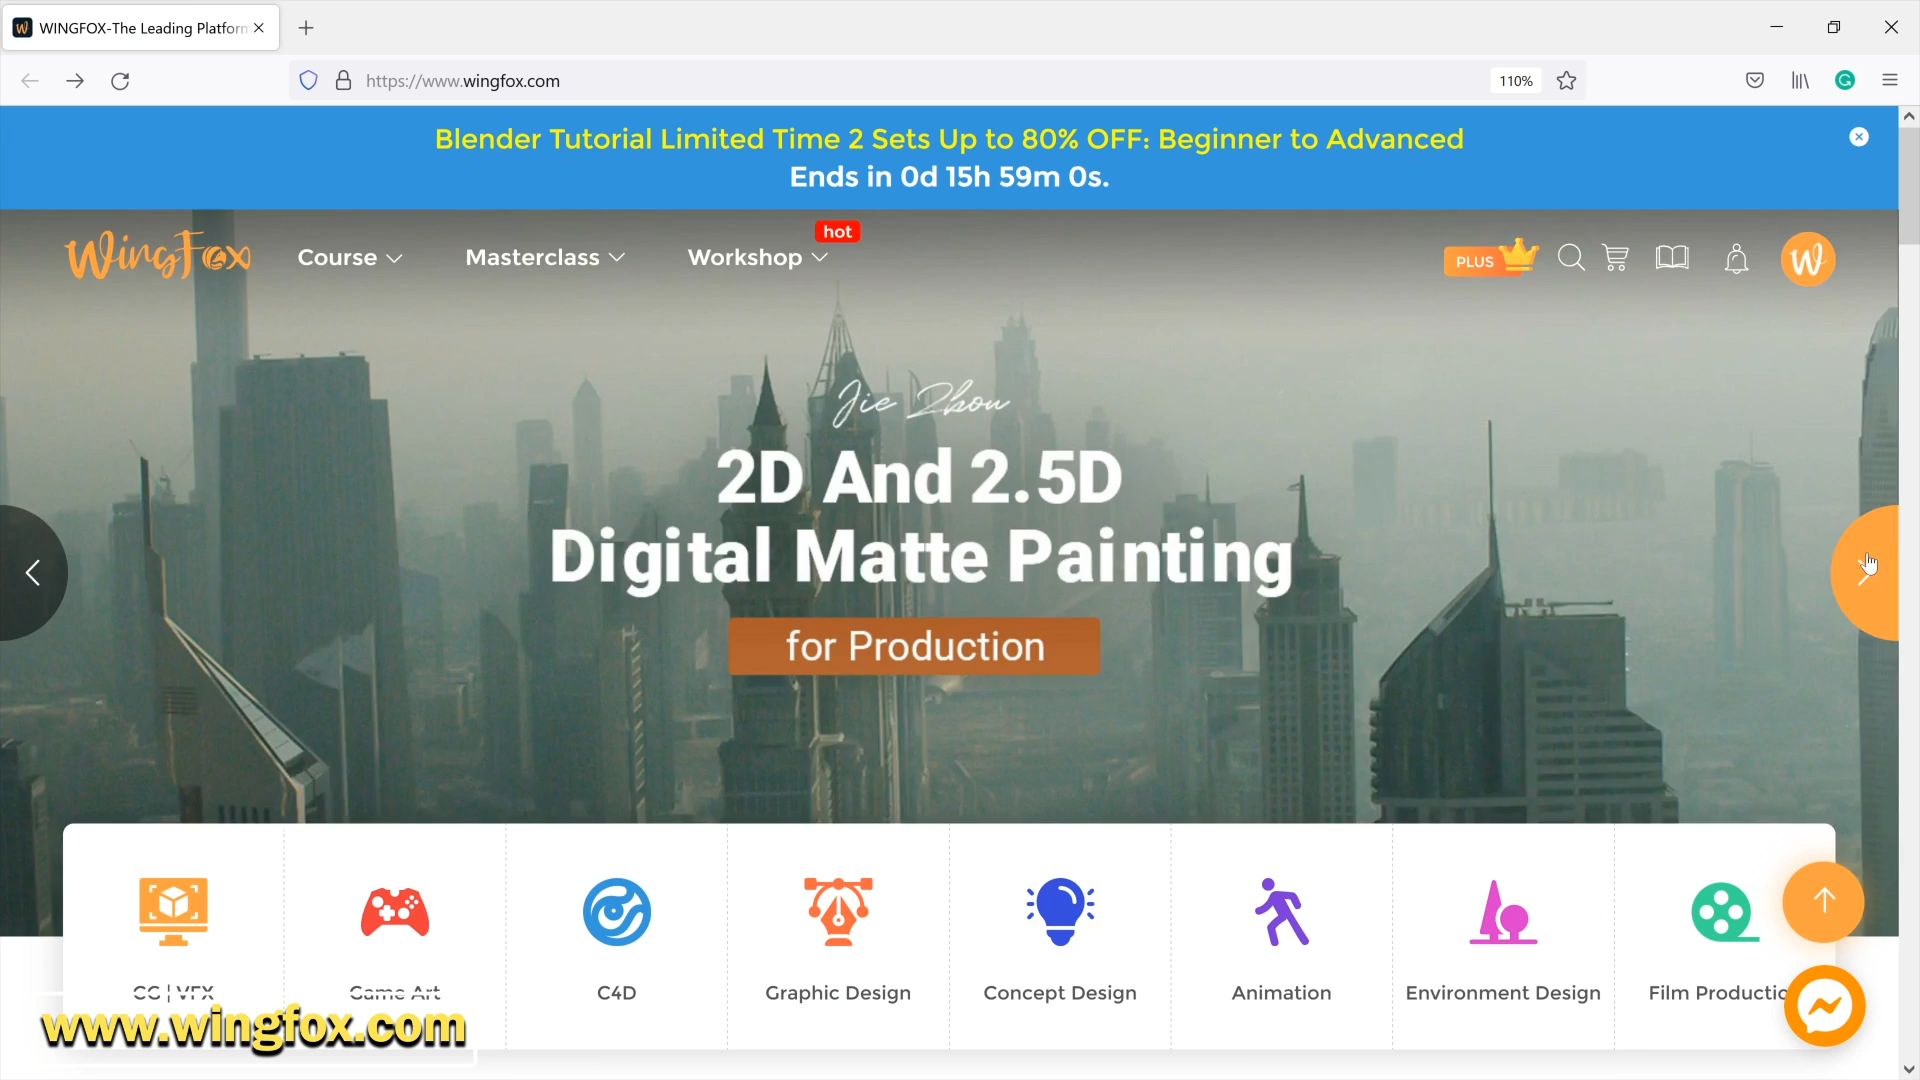 WINGFOX-The Leading Platform
https://www.wingfox.com
110%
Blender Tutorial Limited Time 2 Sets Up to 80% OFF: Beginner to Advanced
Ends in 0d 15h 59m 0s.
WingFox
Course
Masterclass
Workshop
hot
PLUS
W
Jie Zhou
2D And 2.5D
Digital Matte Painting
for Production
CG | VFX
Game Art
C4D
Graphic Design
Concept Design
Animation
Environment Design
Film Productio
www.wingfox.com